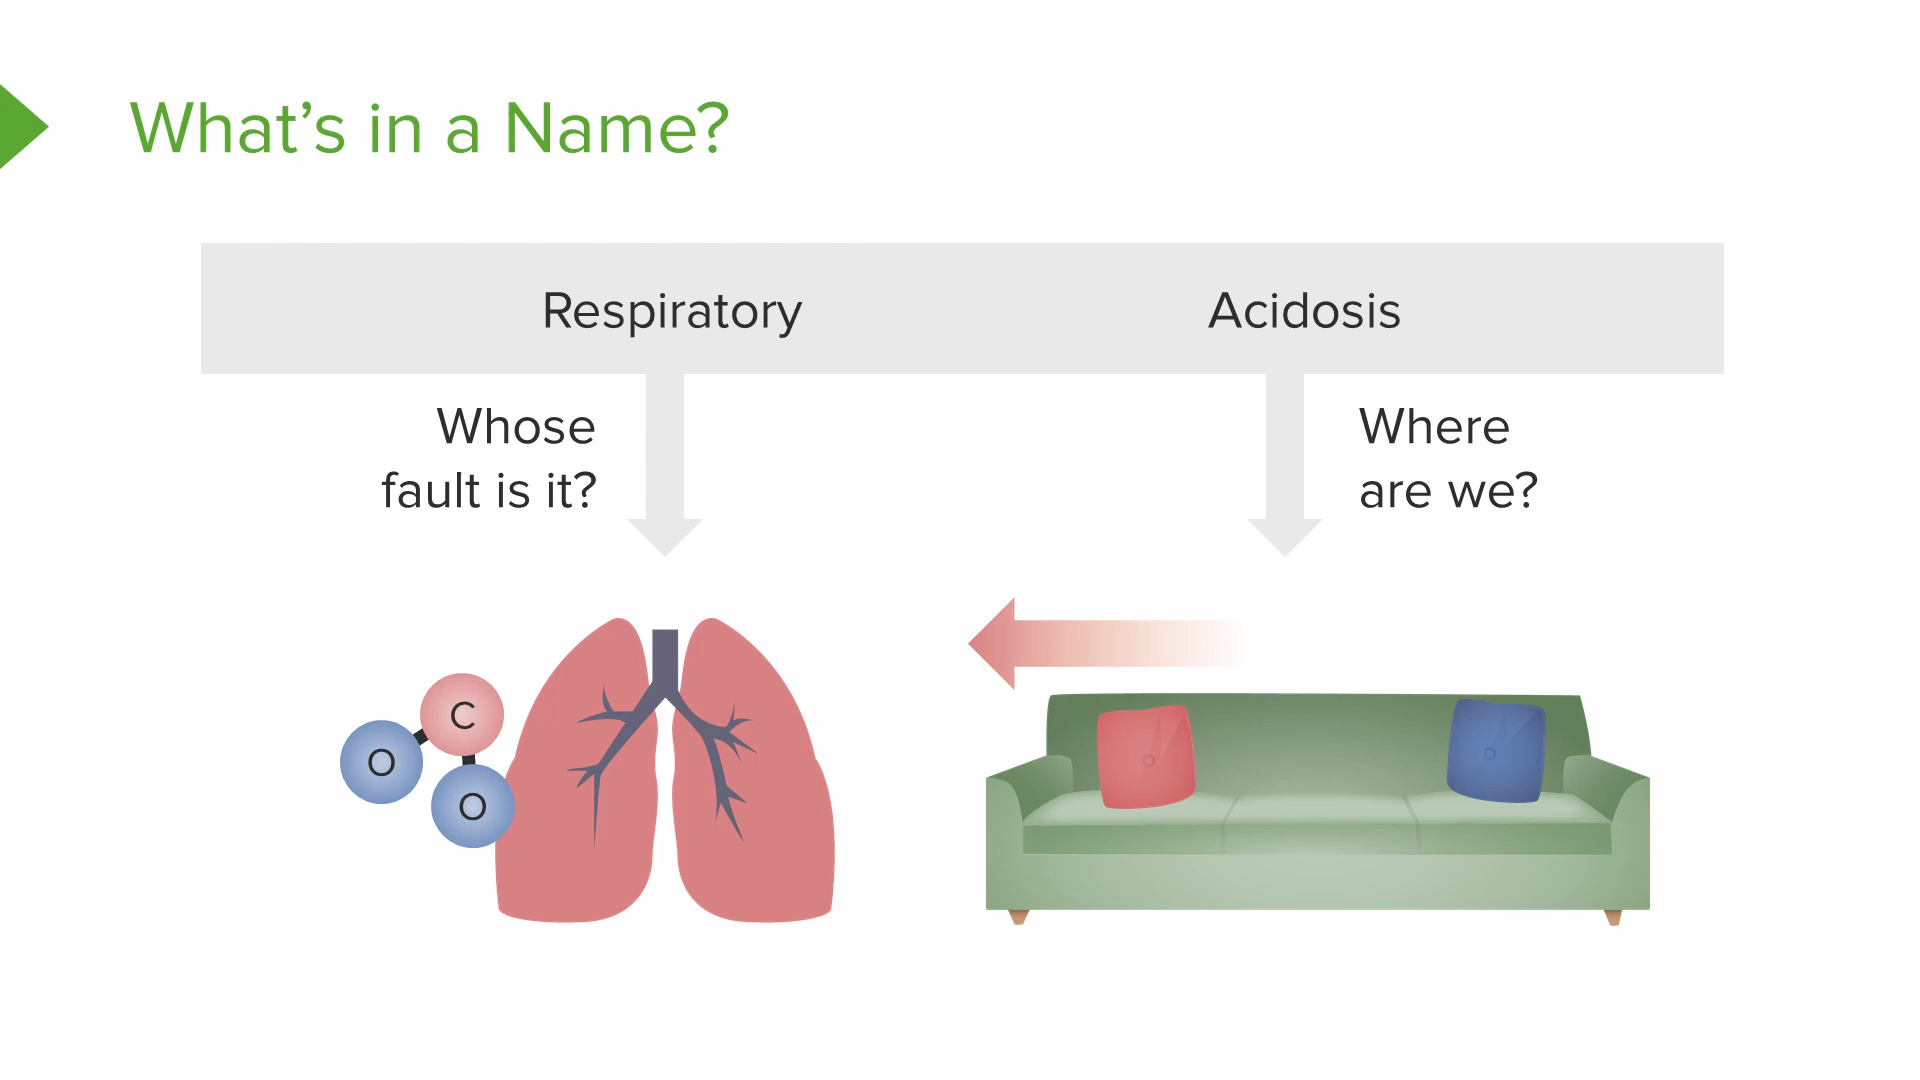 What’s in a Name?
Respiratory
Acidosis
Whose
fault is it?
Where
are we?
C
O
O